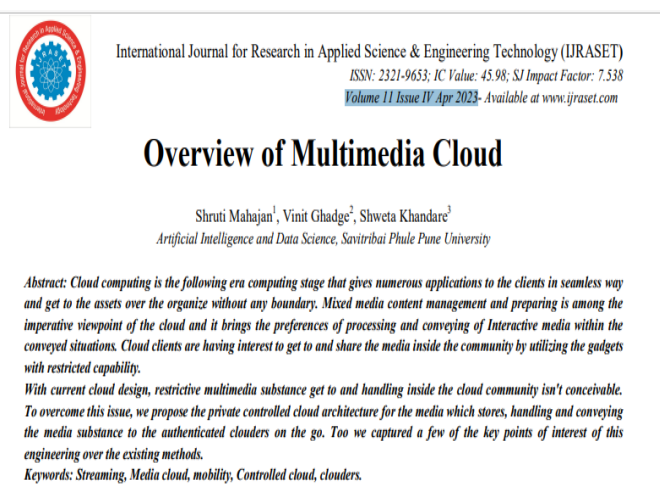 International Journal for Research in Applied Science & Engineering Technology (IJRASET)
ISSN: 2321-9653; IC Value: 45.98; SJ Impact Factor: 7.538
Volume 11 Issue IV Apr 2023- Available at www.ijraset.com
Overview of Multimedia Cloud
Shruti Mahajan1, Vinit Ghadge2, Shweta Khandare3
Artificial Intelligence and Data Science, Savitribai Phule Pune University
Abstract: Cloud computing is the following era computing stage that gives numerous applications to the clients in seamless way
and get to the assets over the organize without any boundary. Mixed media content management and preparing is among the
imperative viewpoint of the cloud and it brings the preferences of processing and conveying of Interactive media within the
conveyed situations. Cloud clients are having interest to get to and share the media inside the community by utilizing the gadgets
with restricted capability.
With current cloud design, restrictive multimedia substance get to and handling inside the cloud community isn't conceivable.
To overcome this issue, we propose the private controlled cloud architecture for the media which stores, handling and conveying
the media substance to the authenticated clouders on the go. Too we captured a few of the key points of interest of this
engineering over the existing methods.
Keywords: Streaming, Media cloud, mobility, Controlled cloud, clouders.